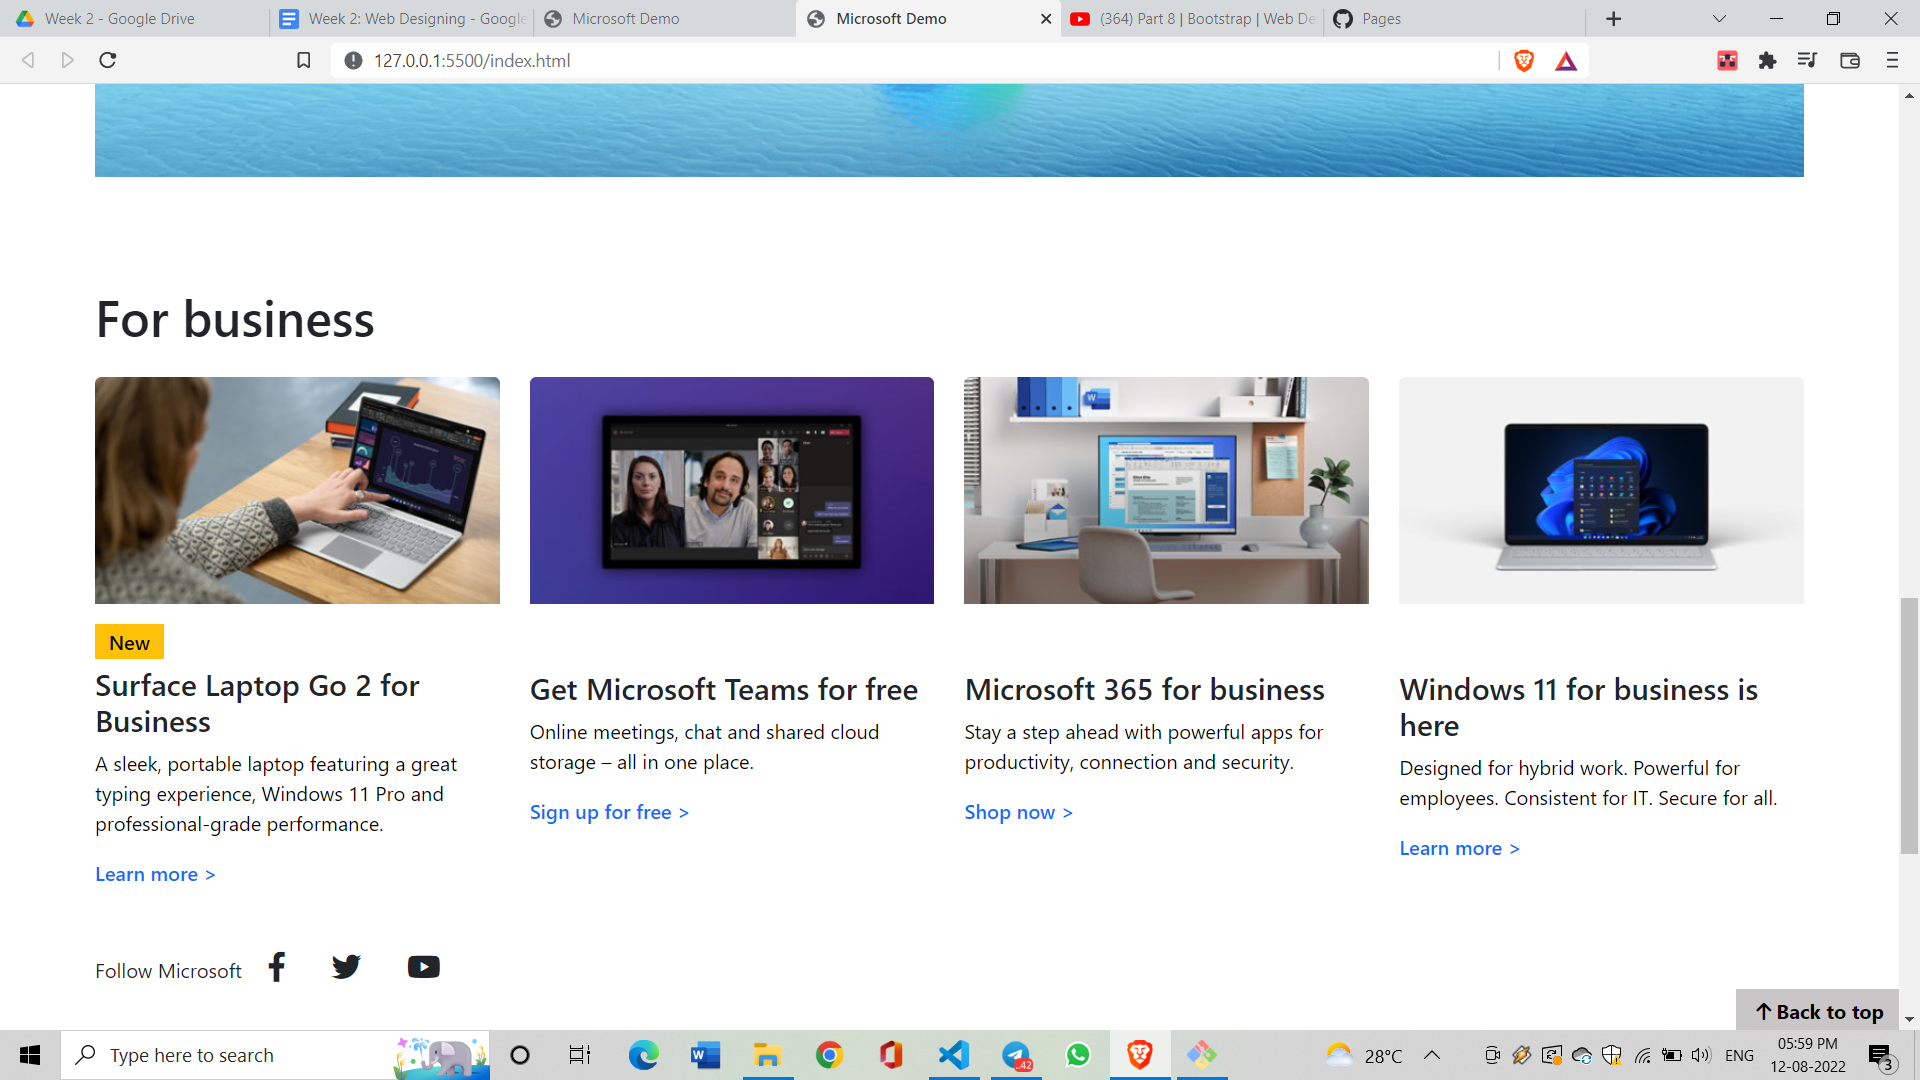 Week 2 - Google Drive
Week 2: Web Designing - Google
Microsoft Demo
Microsoft Demo
(364) Part 8 | Bootstrap | Web De
Pages
127.0.0.1:5500/index.html
For business
New
Surface Laptop Go 2 for
Business
A sleek, portable laptop featuring a great
typing experience, Windows 11 Pro and
professional-grade performance.
Learn more >
Get Microsoft Teams for free
Online meetings, chat and shared cloud
storage – all in one place.
Sign up for free >
Microsoft 365 for business
Stay a step ahead with powerful apps for
productivity, connection and security.
Shop now >
Windows 11 for business is
here
Designed for hybrid work. Powerful for
employees. Consistent for IT. Secure for all.
Learn more >
Follow Microsoft
Back to top
Type here to search
28°C
ENG
05:59 PM
12-08-2022
3